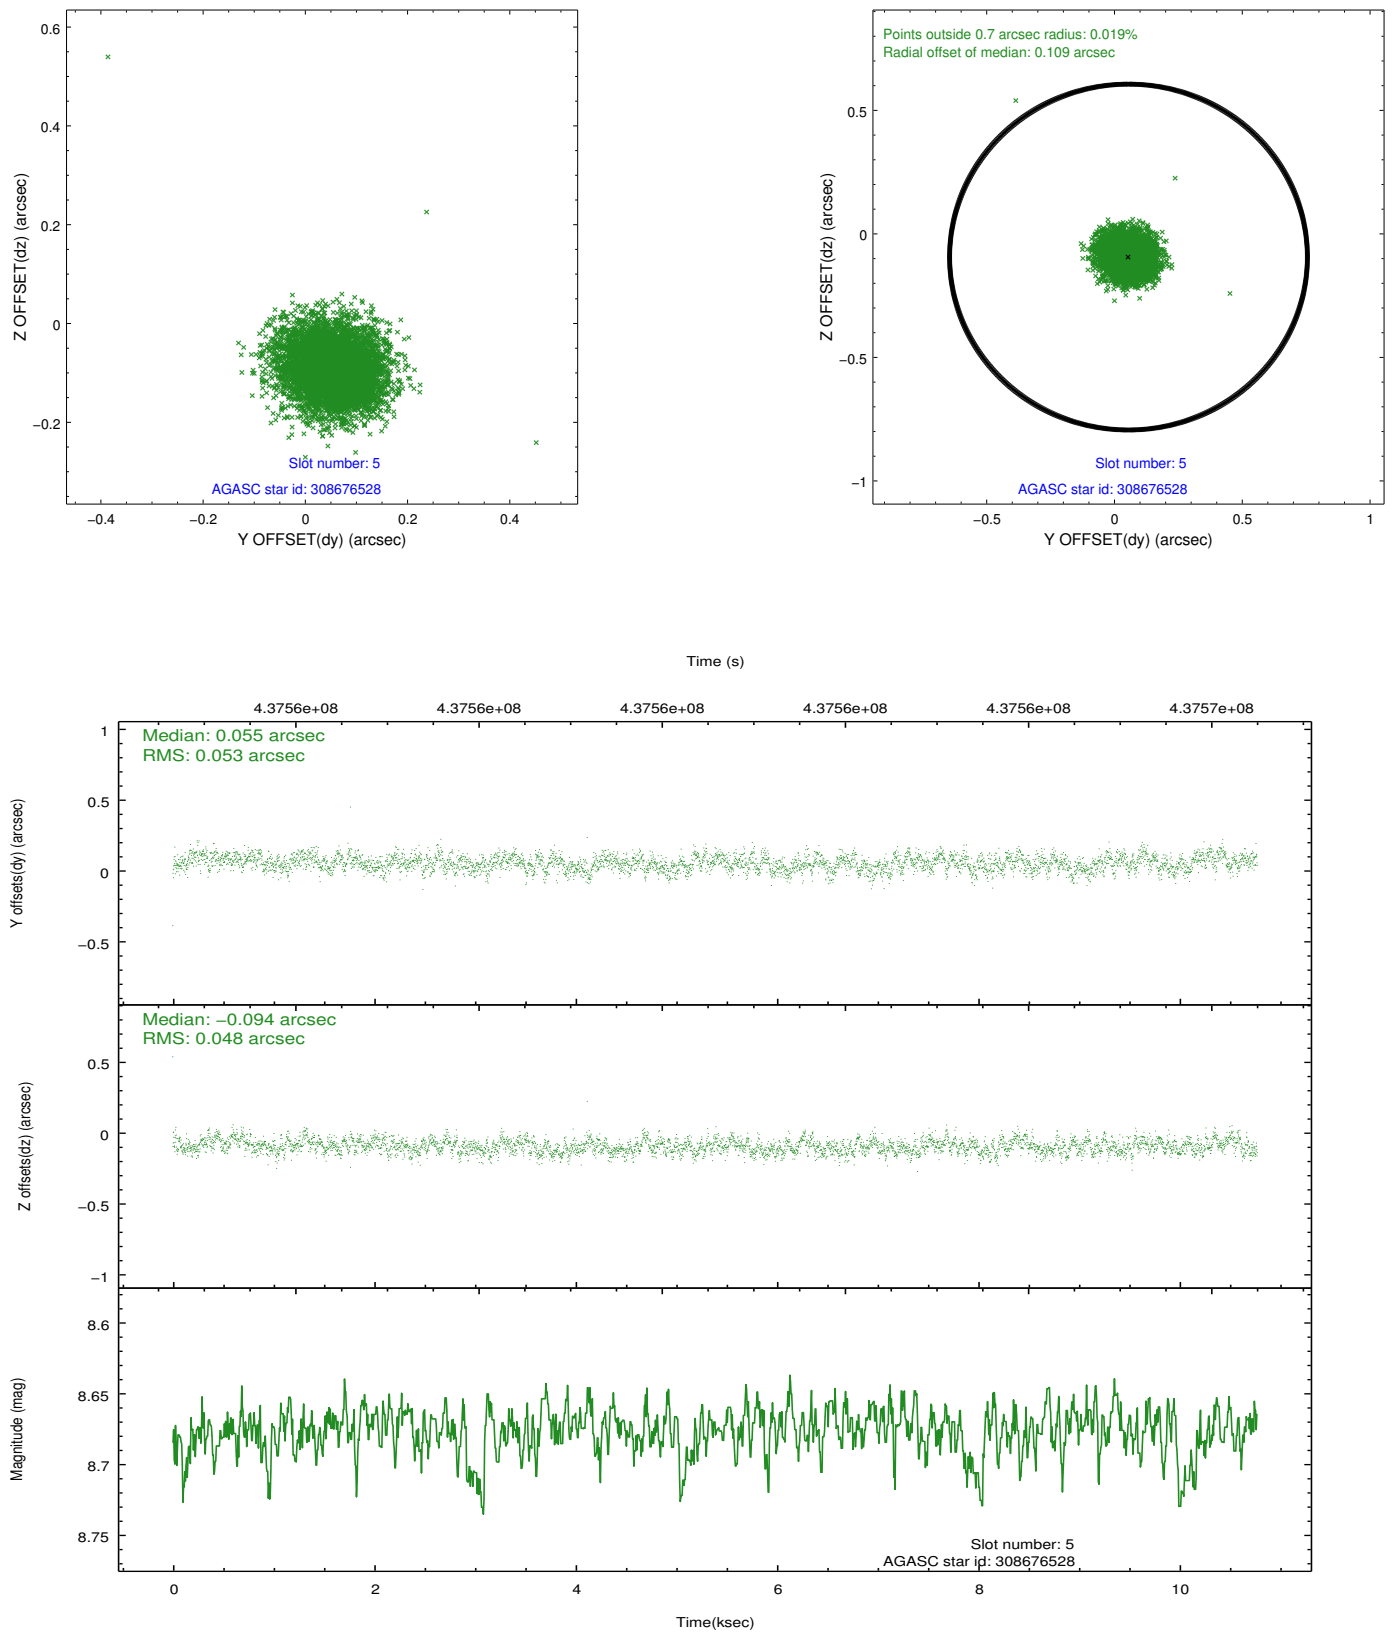 0.6
0.4
0.2
0
−0.2
Z OFFSET(dz) (arcsec)
Slot number: 5
AGASC star id: 308676528
−0.4 −0.2 0 0.2 0.4
Y OFFSET(dy) (arcsec)
Points outside 0.7 arcsec radius: 0.019%
Radial offset of median: 0.109 arcsec
0.5
0
−0.5
−1
Z OFFSET(dz) (arcsec)
Slot number: 5
AGASC star id: 308676528
−0.5 0 0.5 1
Y OFFSET(dy) (arcsec)
Time (s)
4.3756e+08 4.3756e+08 4.3756e+08 4.3756e+08 4.3756e+08 4.3757e+08
Median: 0.055 arcsec
RMS: 0.053 arcsec
1
0.5
0
−0.5
Y offsets(dy) (arcsec)
Median: −0.094 arcsec
RMS: 0.048 arcsec
0.5
0
−0.5
−1
Z offsets(dz) (arcsec)
8.6
8.65
8.7
8.75
Magnitude (mag)
Slot number: 5
AGASC star id: 308676528
0 2 4 6 8 10
Time(ksec)